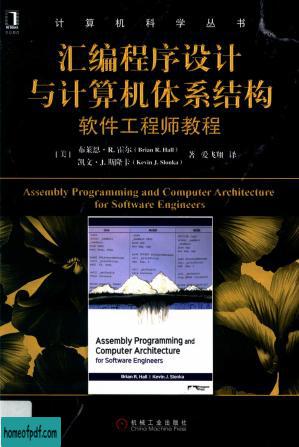 计算机科学丛书
华章教育
汇编程序设计
与计算机体系结构
软件工程师教程
[美] 布莱恩·R.霍尔(Brian R. Hall)
凯文·J.斯隆卡(Kevin J. Slonka)
著 爱飞翔 译
Assembly Programming and Computer Architecture
for Software Engineers
Assembly Programming and
Computer Architecture
for Software Engineers
Brian R. Hall | Kevin J. Slonka
机械工业出版社
China Machine Press
homeofpdf.com